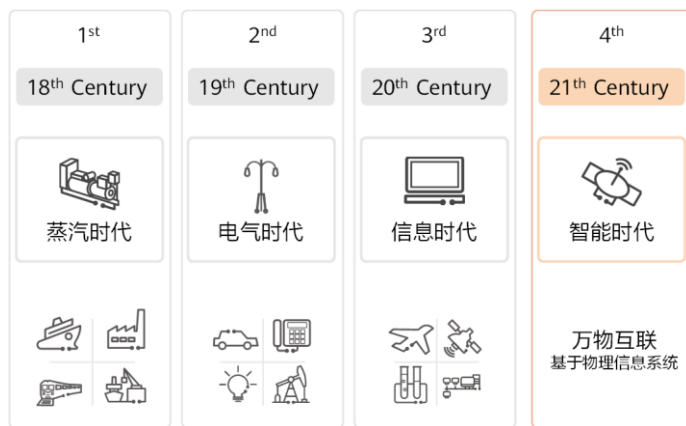 1st
18th Century
蒸汽时代
2nd
19th Century
电气时代
3rd
20th Century
信息时代
4th
21th Century
智能时代
万物互联
基于物理信息系统